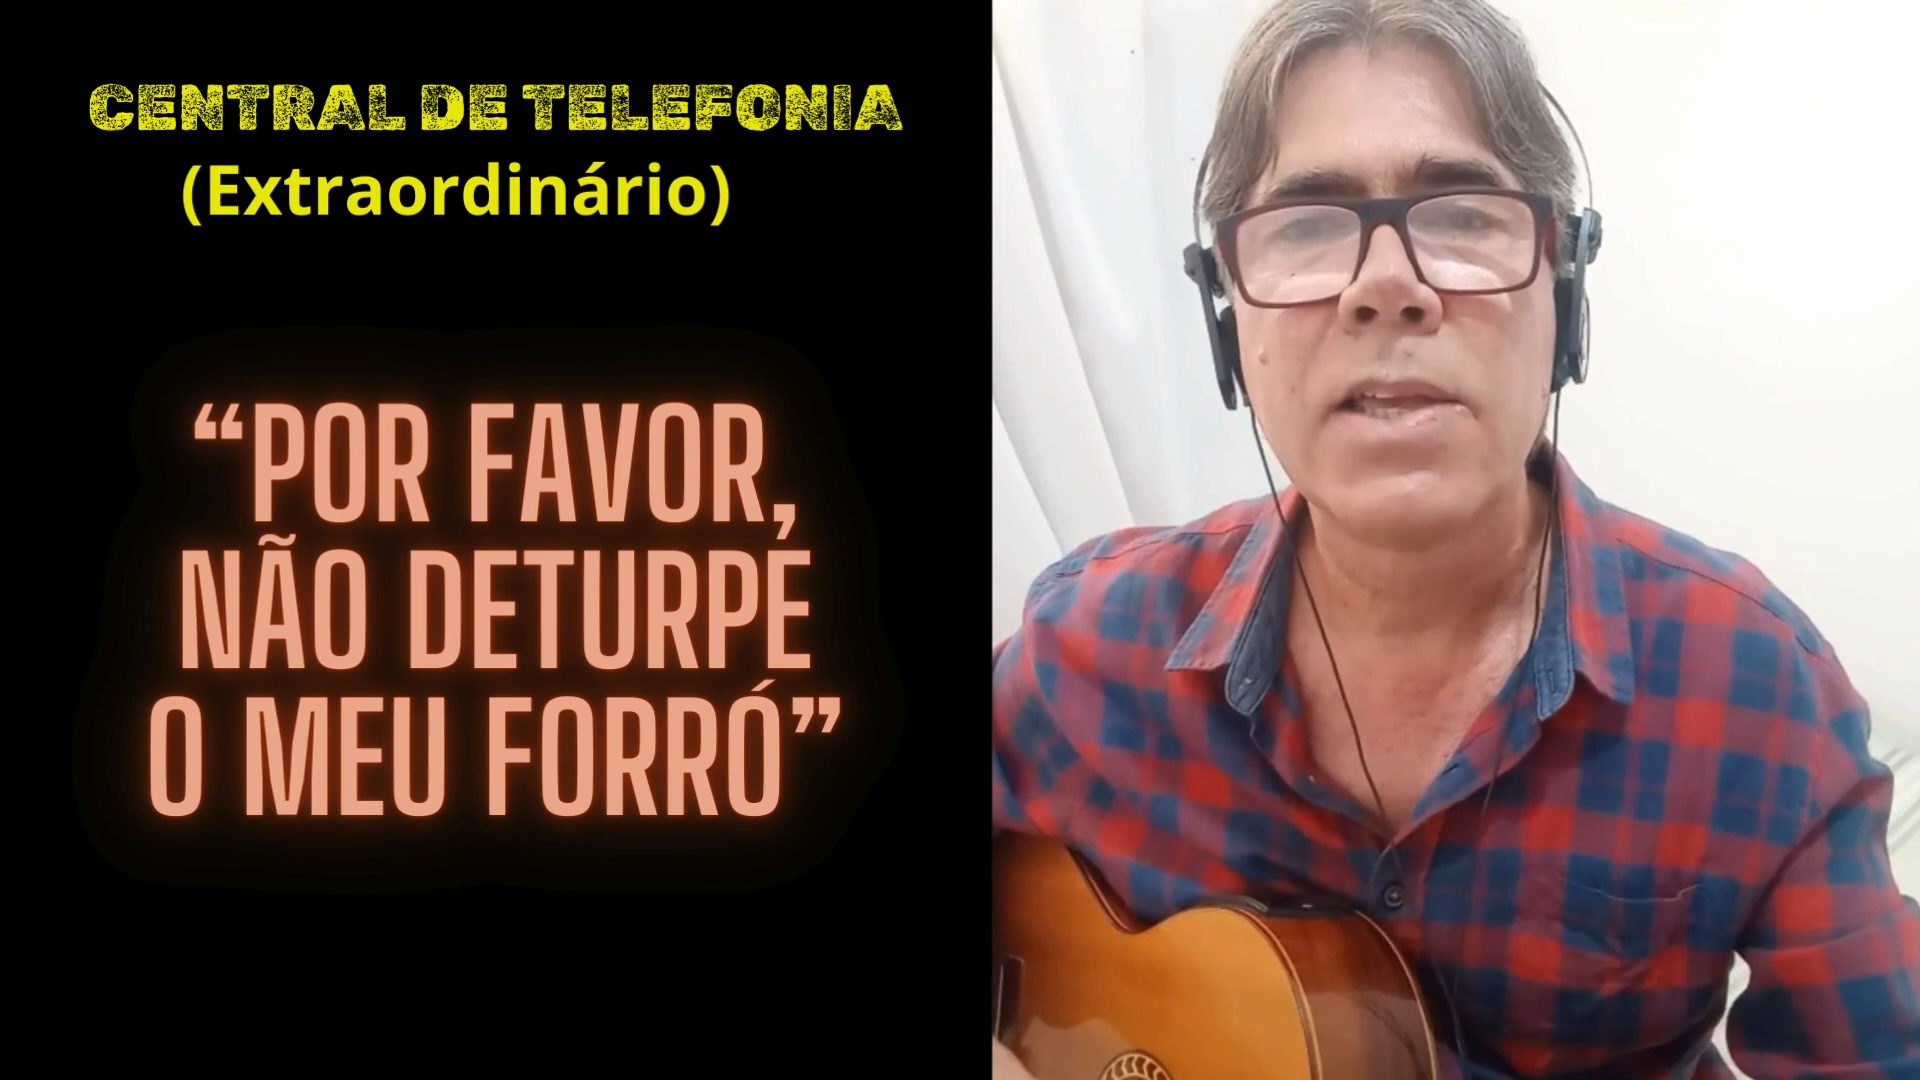 CENTRAL DE TELEFONIA
(Extraordinário)
“POR FAVOR,
NÃO DETURPE
O MEU FORRÓ”